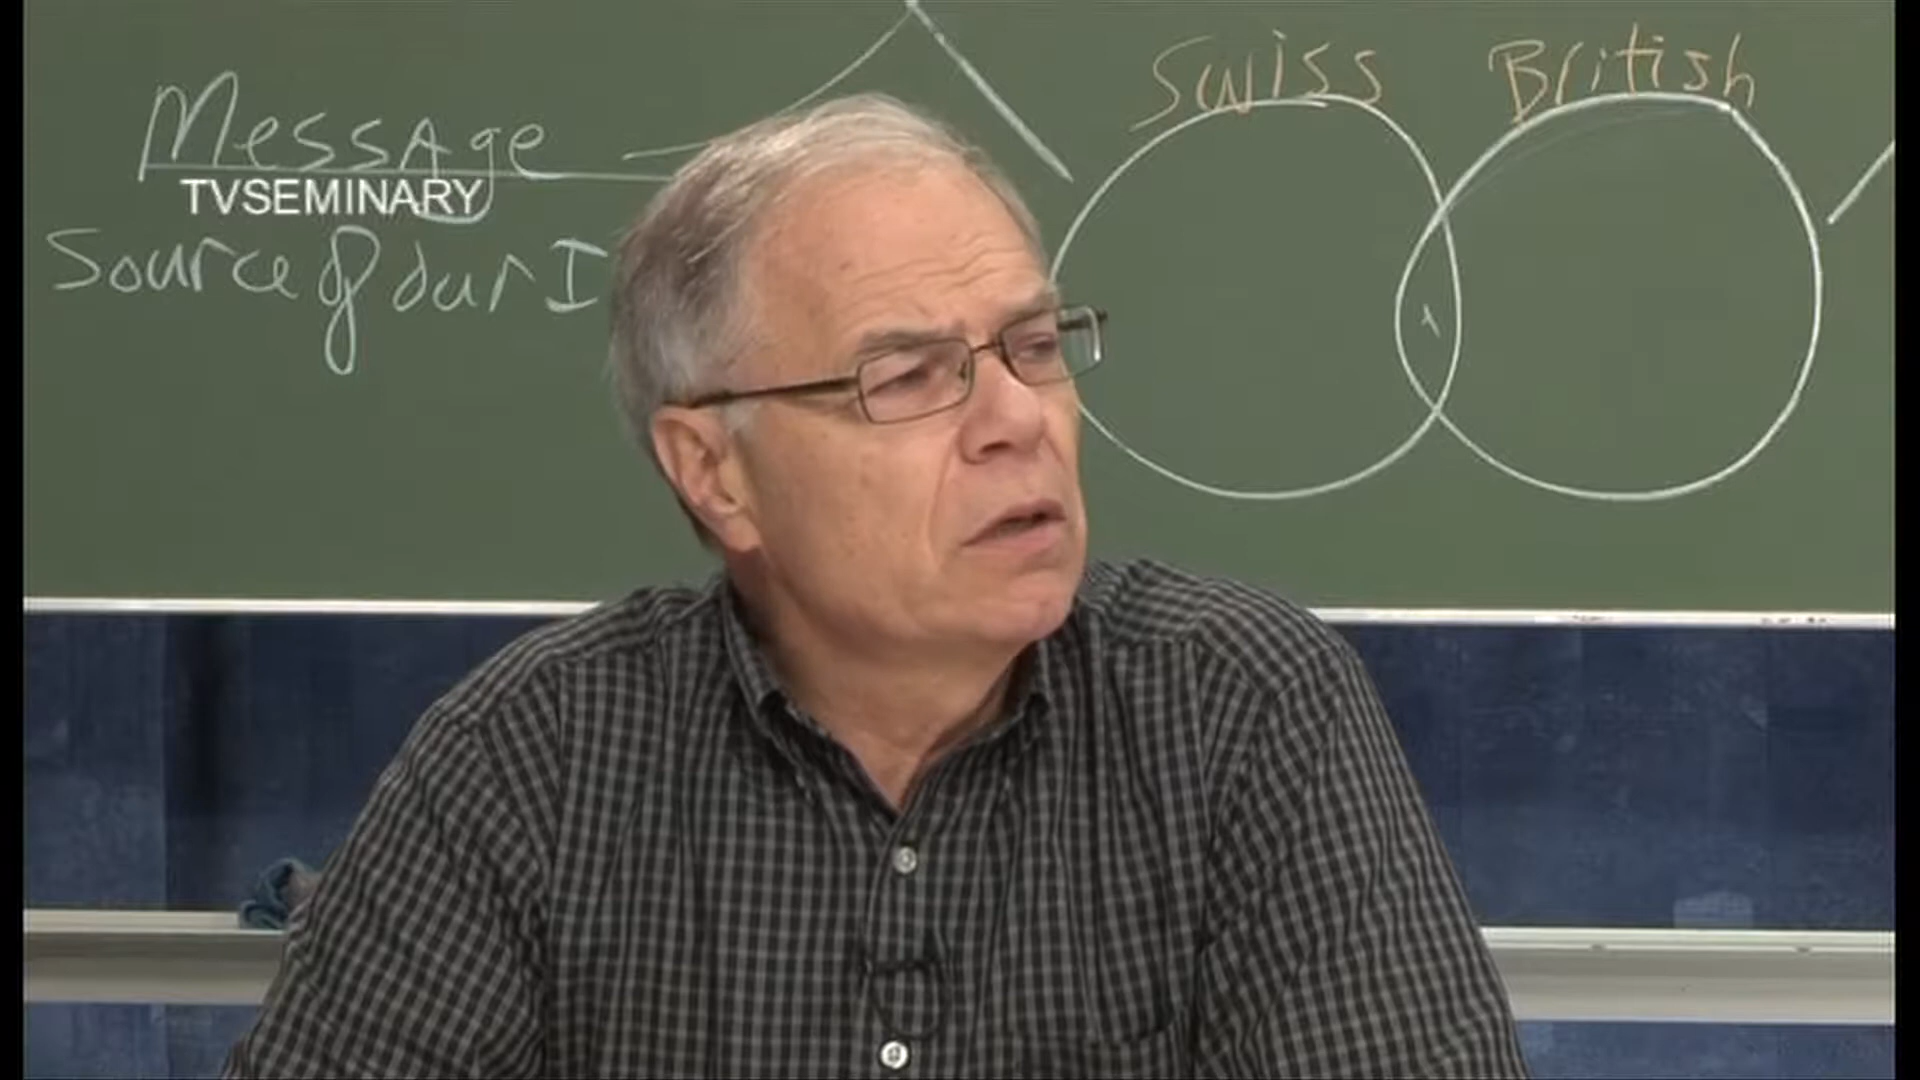 Message
TVSEMINARY
Source of our I
Swiss
British